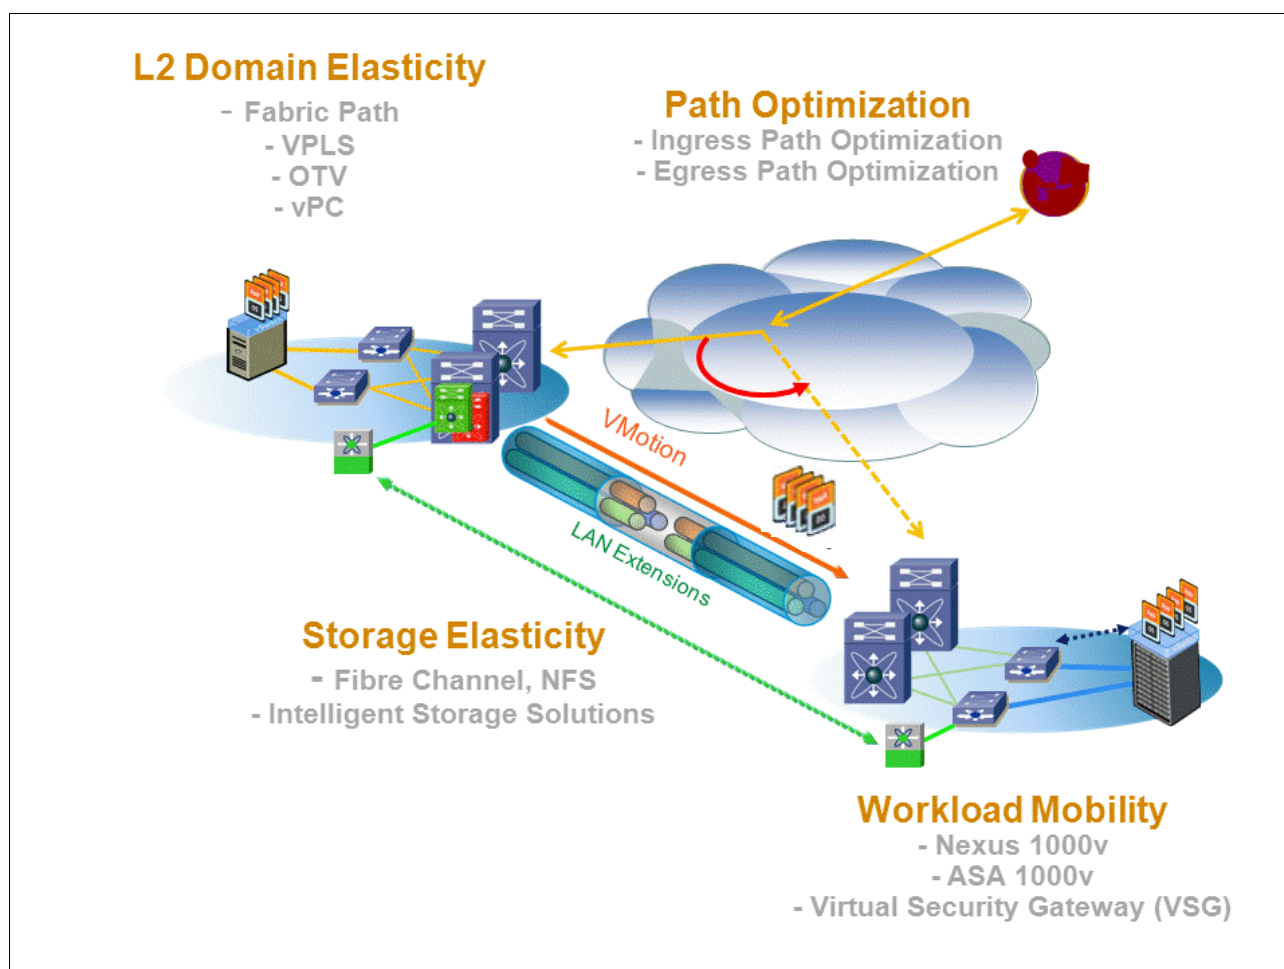 L2 Domain Elasticity
- Fabric Path
- VPLS
- OTV
- vPC
Path Optimization
- Ingress Path Optimization
- Egress Path Optimization
VMotion
LAN Extensions
Storage Elasticity
- Fibre Channel, NFS
- Intelligent Storage Solutions
Workload Mobility
- Nexus 1000v
- ASA 1000v
- Virtual Security Gateway (VSG)